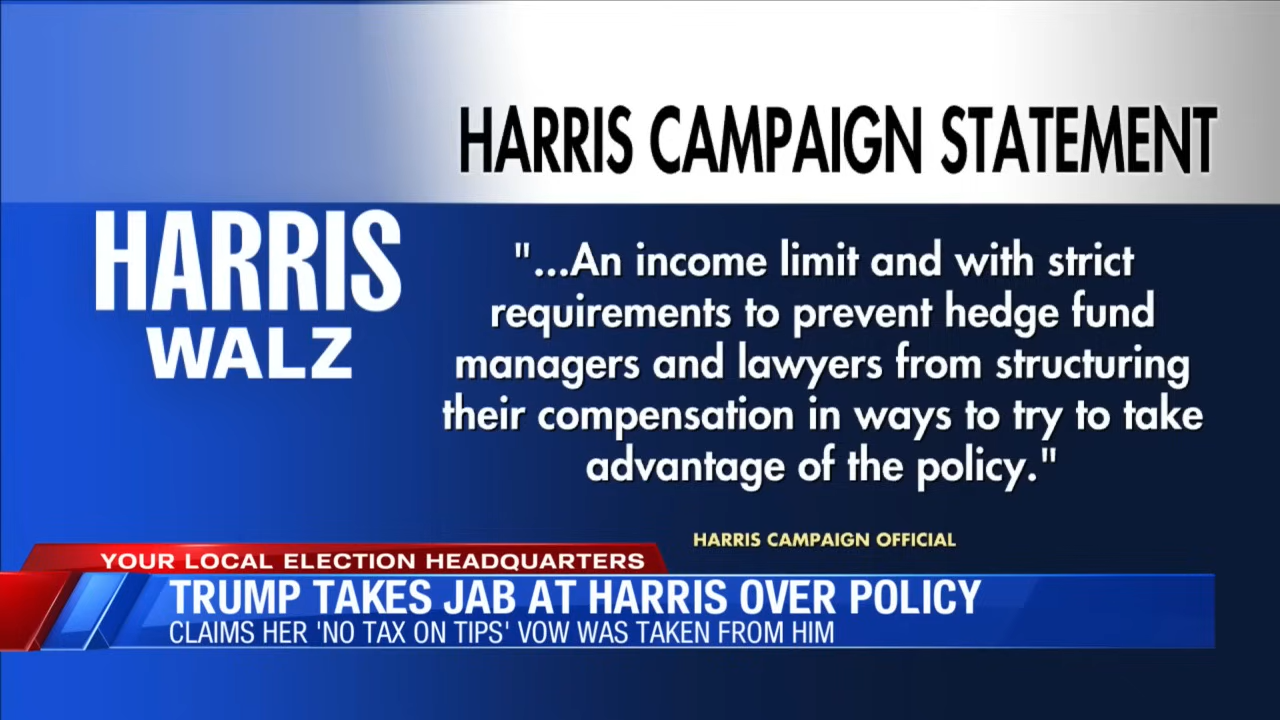 HARRIS CAMPAIGN STATEMENT
HARRIS
WALZ
"...An income limit and with strict
requirements to prevent hedge fund
managers and lawyers from structuring
their compensation in ways to try to take
advantage of the policy."
HARRIS CAMPAIGN OFFICIAL
YOUR LOCAL ELECTION HEADQUARTERS
TRUMP TAKES JAB AT HARRIS OVER POLICY
CLAIMS HER 'NO TAX ON TIPS' VOW WAS TAKEN FROM HIM